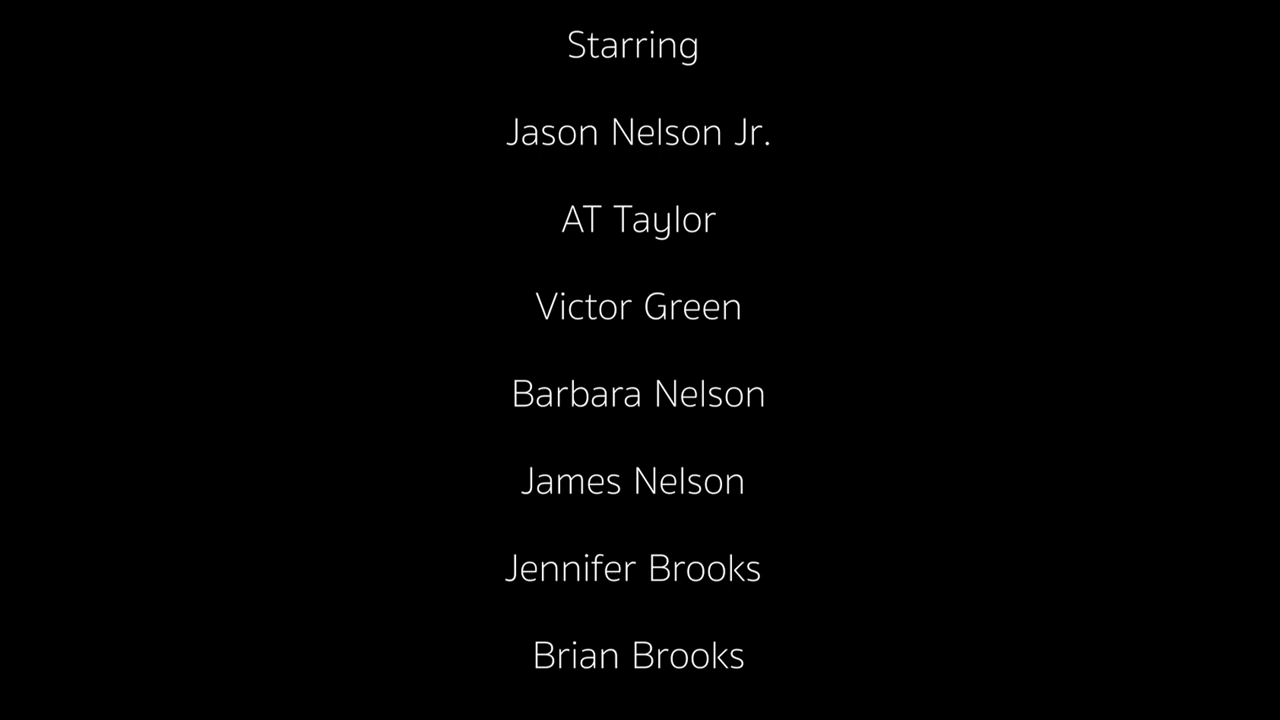 Starring
Jason Nelson Jr.
AT Taylor
Victor Green
Barbara Nelson
James Nelson
Jennifer Brooks
Brian Brooks